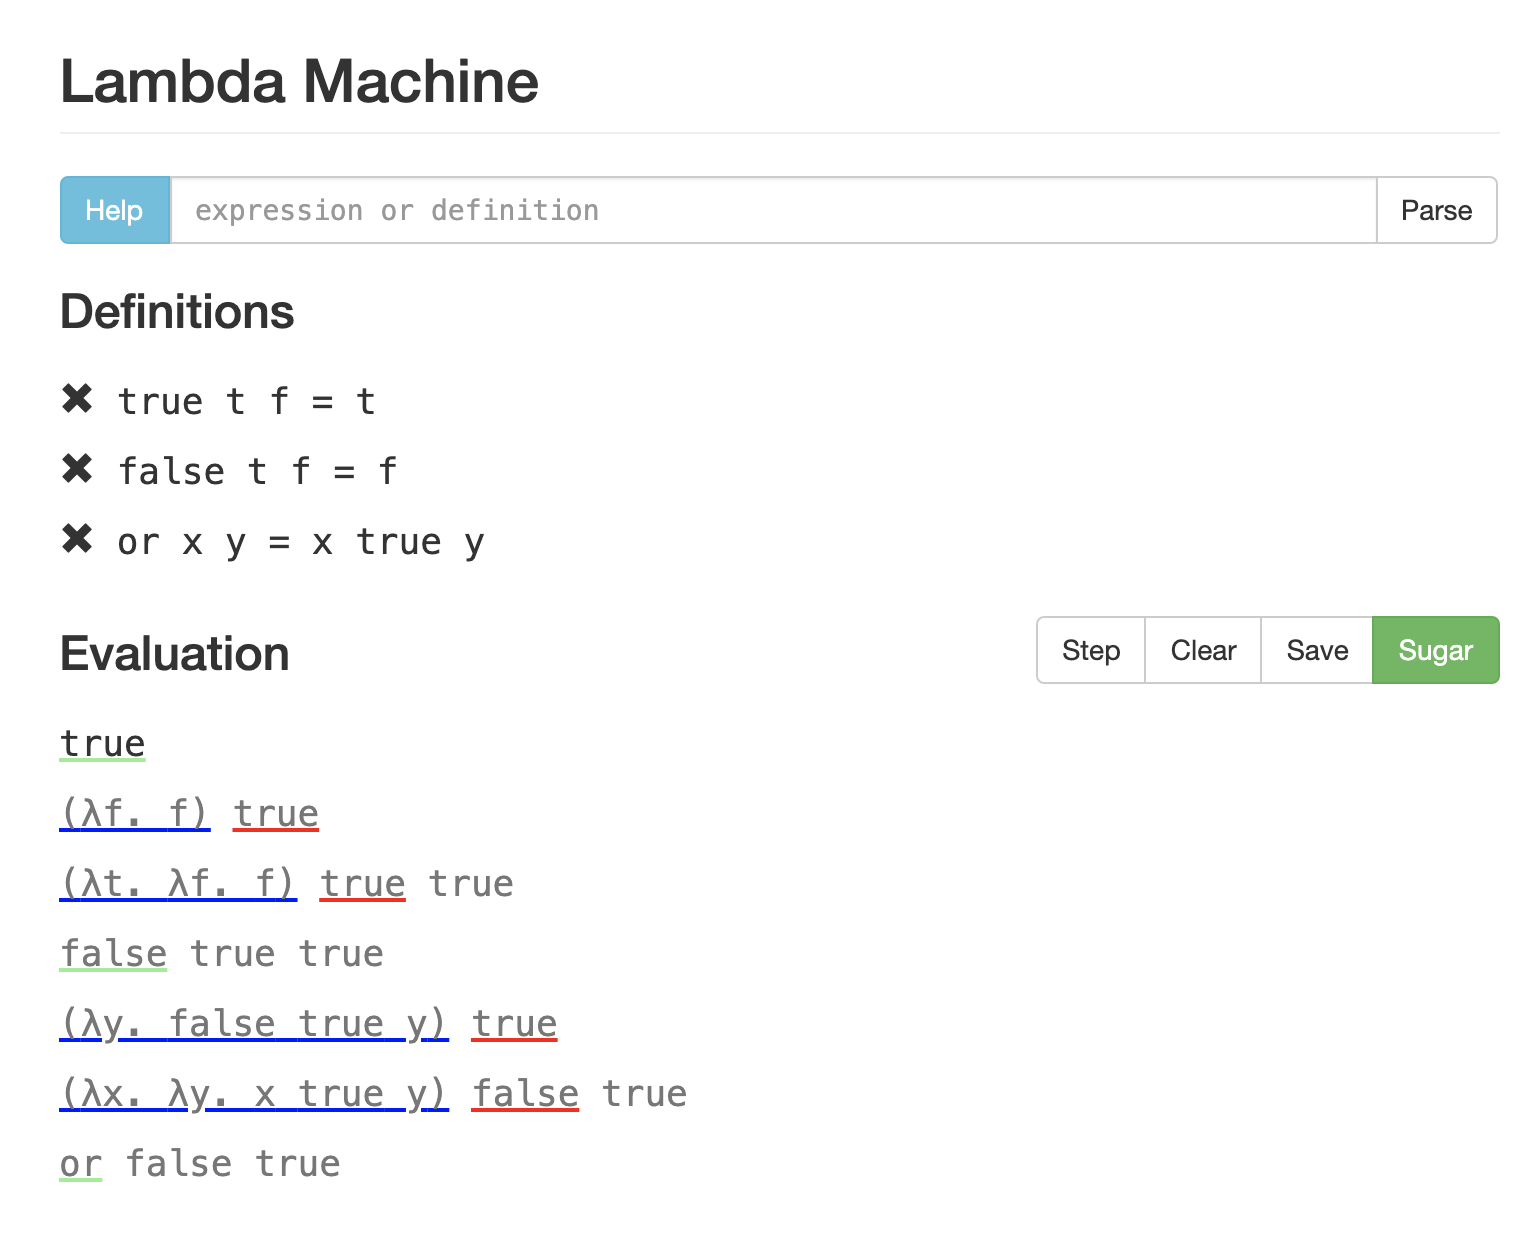 Lambda Machine
Help expression or definition Parse
Definitions
✖ true t f = t
✖ false t f = f
✖ or x y = x true y
Evaluation Step Clear Save Sugar
true
(λf. f) true
(λt. λf. f) true true
false true true
(λy. false true y) true
(λx. λy. x true y) false true
or false true